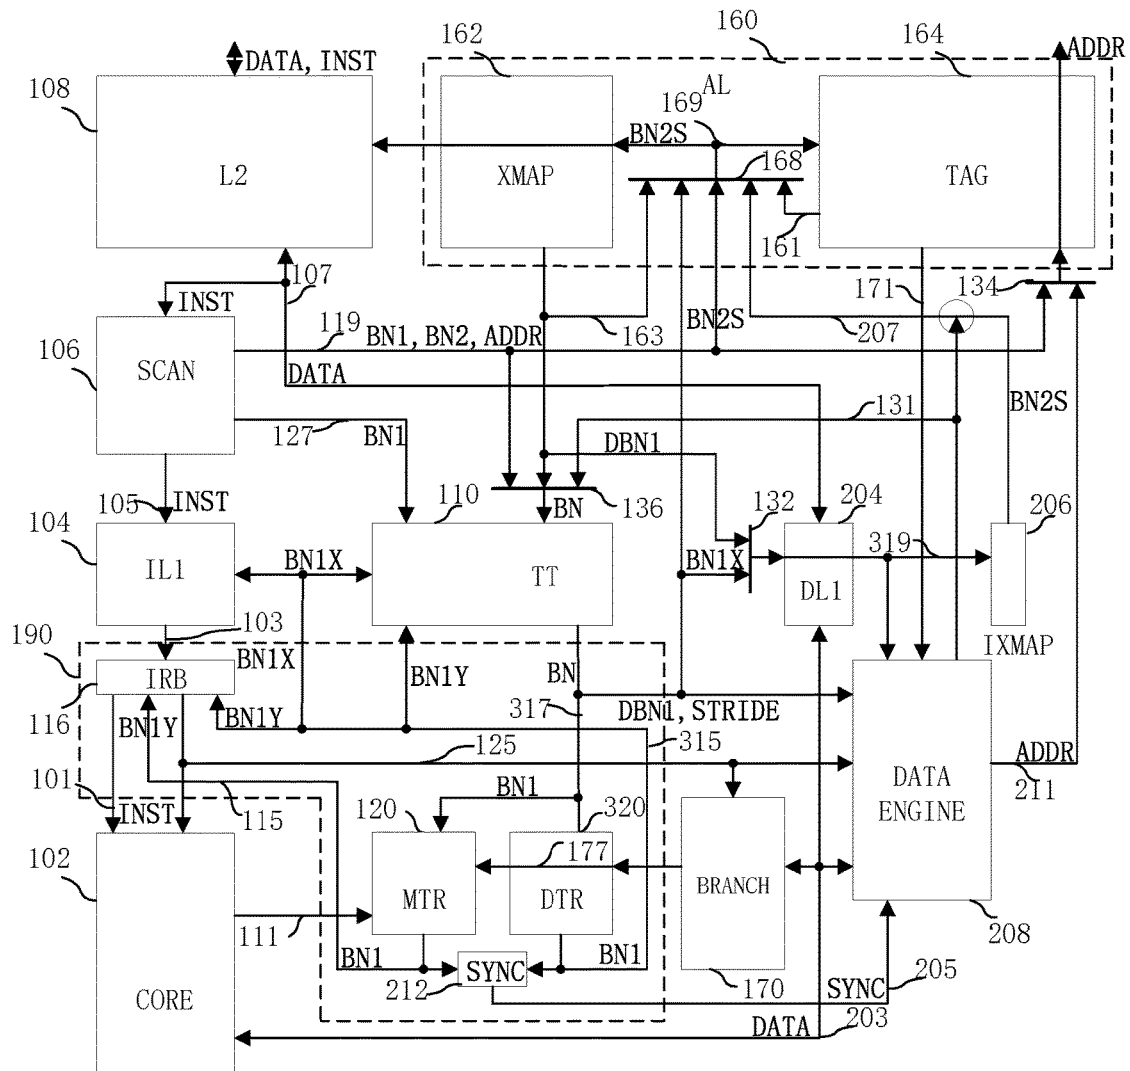 160
162
164
ADDR
DATA, INST
108
AL
169
BN2S
168
L2
XMAP
TAG
161
107
171
134
INST
119
BN1, BN2, ADDR
163
BN2S
207
106
SCAN
DATA
BN2S
127
BN1
DBN1
131
105
INST
110
BN
136
132
204
206
104
BN1X
BN1X
319
IL1
TT
DL1
103
190
BN1X
BN
IXMAP
IRB
BN1Y
116
BN1Y
BN1Y
317
DBN1, STRIDE
315
125
ADDR
101
DATA
ENGINE
211
INST
115
BN1
120
320
102
177
BRANCH
MTR
DTR
111
208
BN1
SYNC
BN1
205
212
170
SYNC
CORE
DATA
203